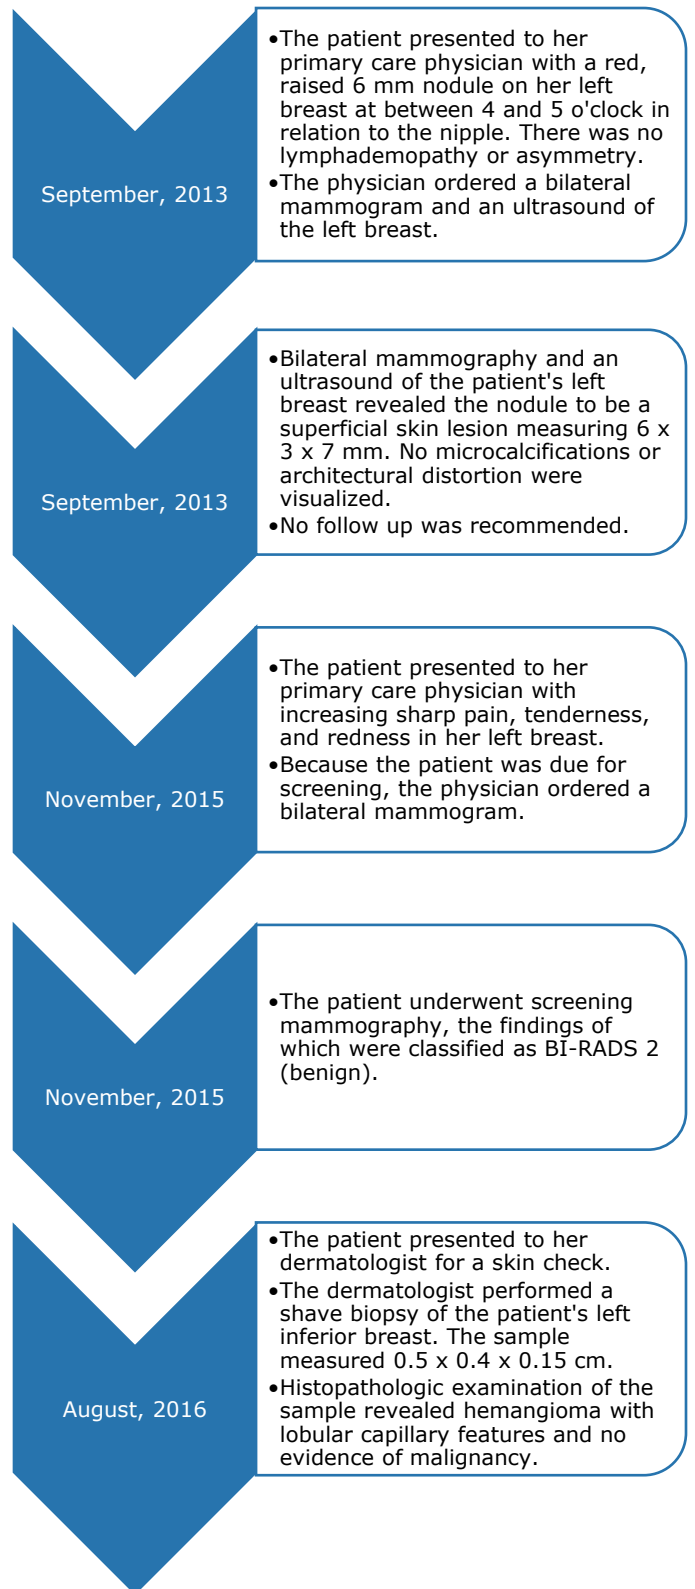 September, 2013
•The patient presented to her
primary care physician with a red,
raised 6 mm nodule on her left
breast at between 4 and 5 o'clock in
relation to the nipple. There was no
lymphademopathy or asymmetry.
•The physician ordered a bilateral
mammogram and an ultrasound of
the left breast.
September, 2013
•Bilateral mammography and an
ultrasound of the patient's left
breast revealed the nodule to be a
superficial skin lesion measuring 6 x
3 x 7 mm. No microcalcifications or
architectural distortion were
visualized.
•No follow up was recommended.
November, 2015
•The patient presented to her
primary care physician with
increasing sharp pain, tenderness,
and redness in her left breast.
•Because the patient was due for
screening, the physician ordered a
bilateral mammogram.
November, 2015
•The patient underwent screening
mammography, the findings of
which were classified as BI-RADS 2
(benign).
August, 2016
•The patient presented to her
dermatologist for a skin check.
•The dermatologist performed a
shave biopsy of the patient's left
inferior breast. The sample
measured 0.5 x 0.4 x 0.15 cm.
•Histopathologic examination of the
sample revealed hemangioma with
lobular capillary features and no
evidence of malignancy.